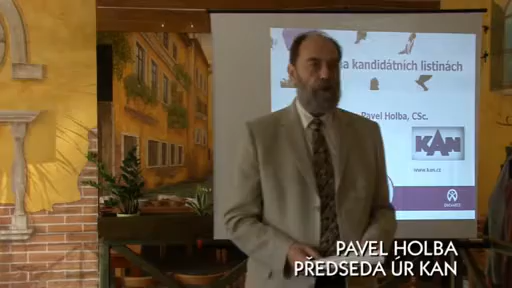 a kandidátních listinách
Pavel Holba, CSc.
KAN
www.kan.cz
PAVEL HOLBA
PŘEDSEDA ÚR KAN